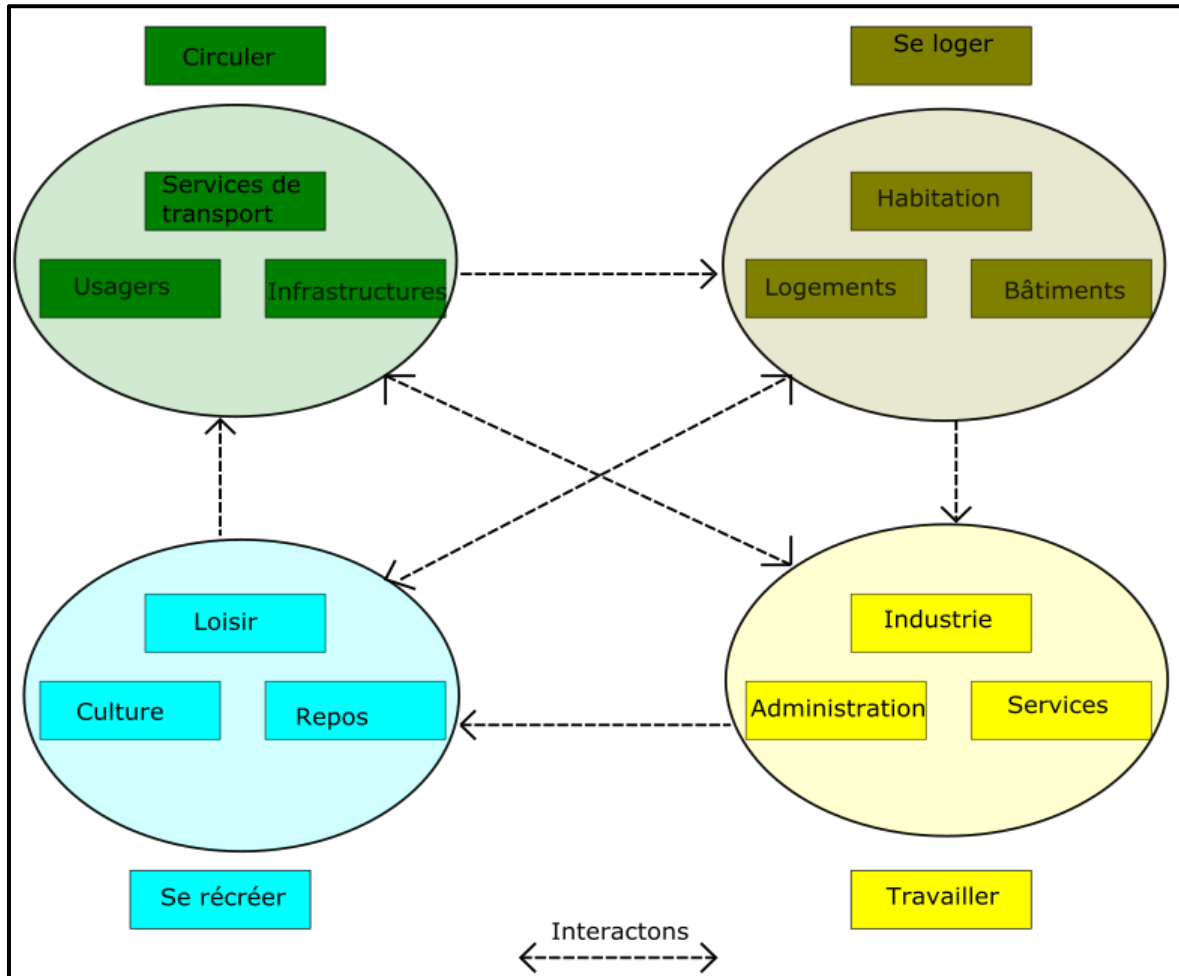 Circuler
Se loger
Services de
transport
Habitation
Usagers
Infrastructures
Logements
Bâtiments
Loisir
Industrie
Culture
Repos
Administration
Services
Se récréer
Travailler
Interactons